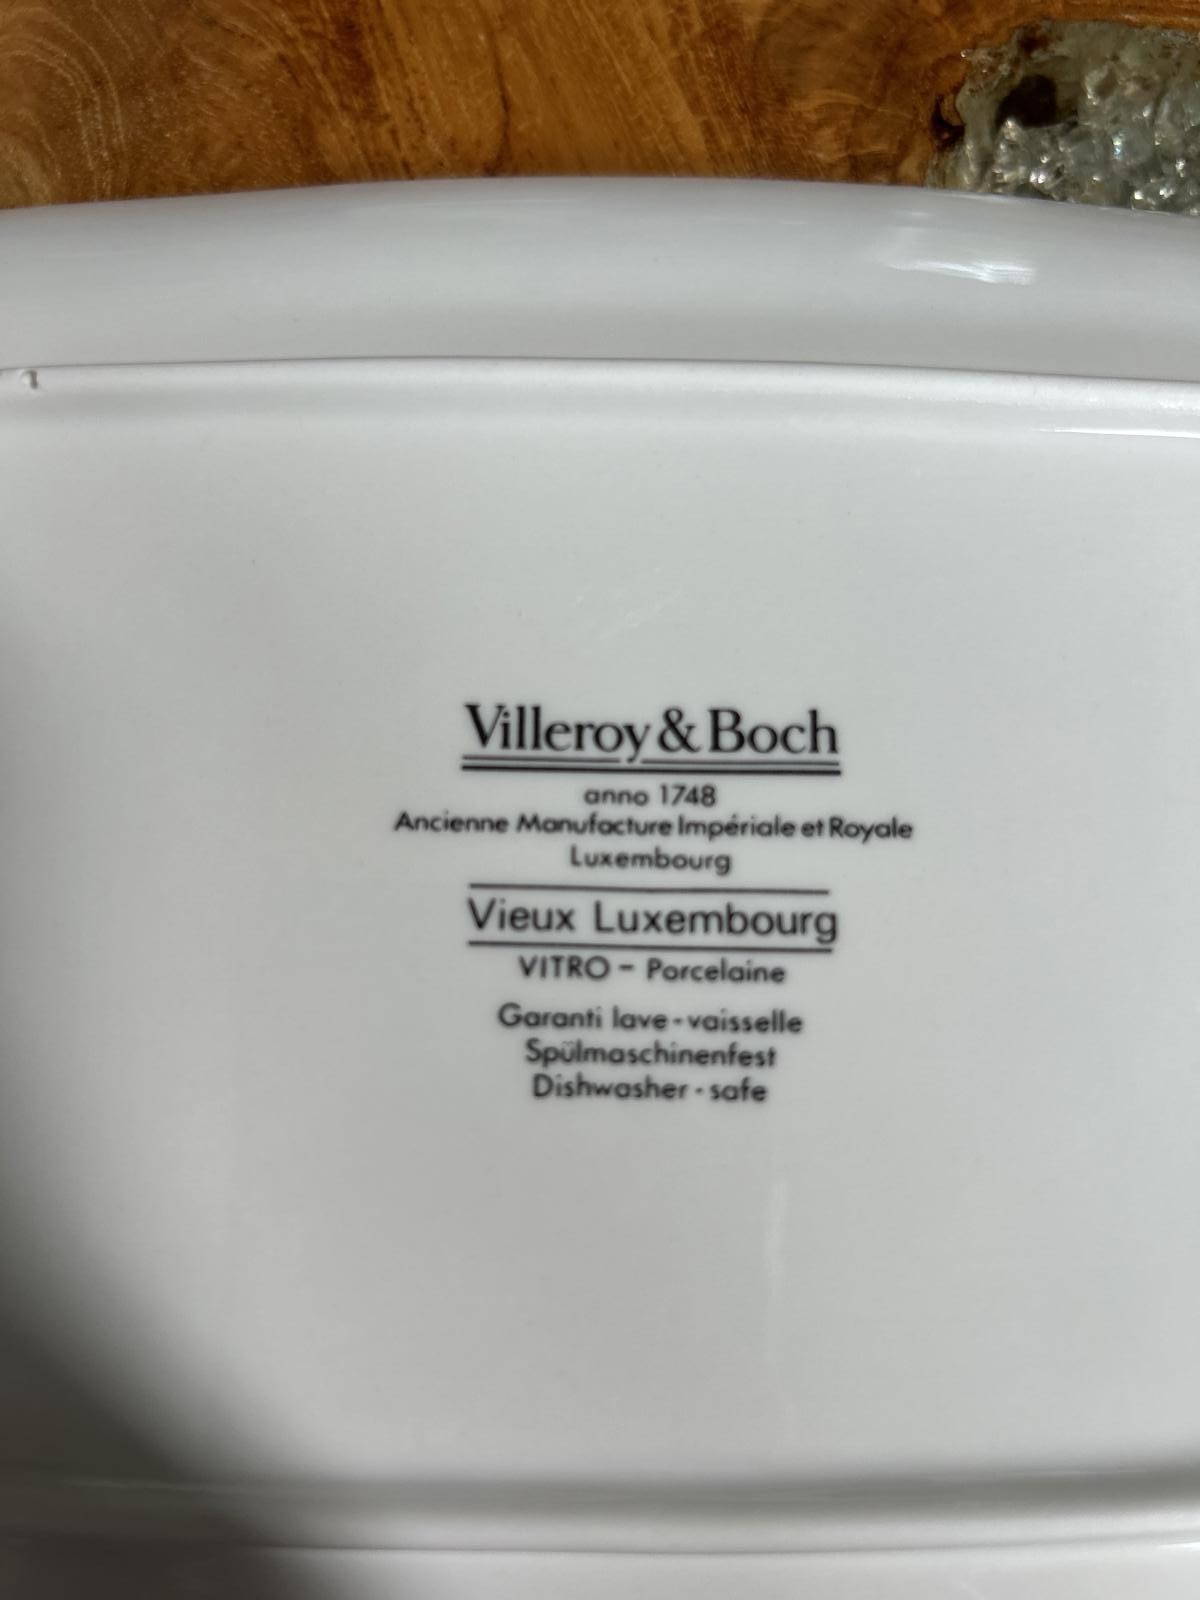 Villeroy & Boch
anno 1748
Ancienne Manufacture Impériale et Royale
Luxembourg
Vieux Luxembourg
VITRO - Porcelaine
Garanti lave-vaisselle
Spülmaschinenfest
Dishwasher-safe